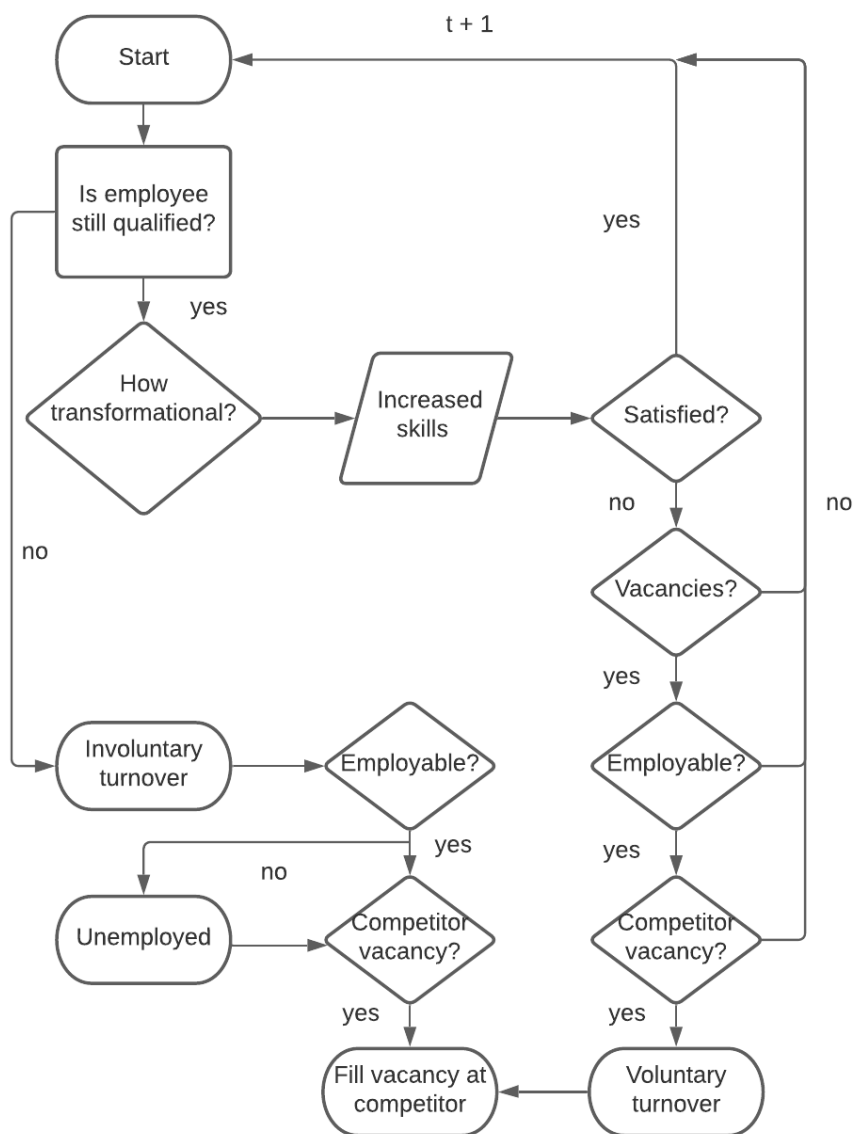 t + 1
Start
Is employee
still qualified?
yes
yes
How
transformational?
Increased
skills
Satisfied?
no
no
no
Vacancies?
yes
Involuntary
turnover
Employable?
Employable?
yes
yes
no
Unemployed
Competitor
vacancy?
Competitor
vacancy?
yes
yes
Fill vacancy at
competitor
Voluntary
turnover